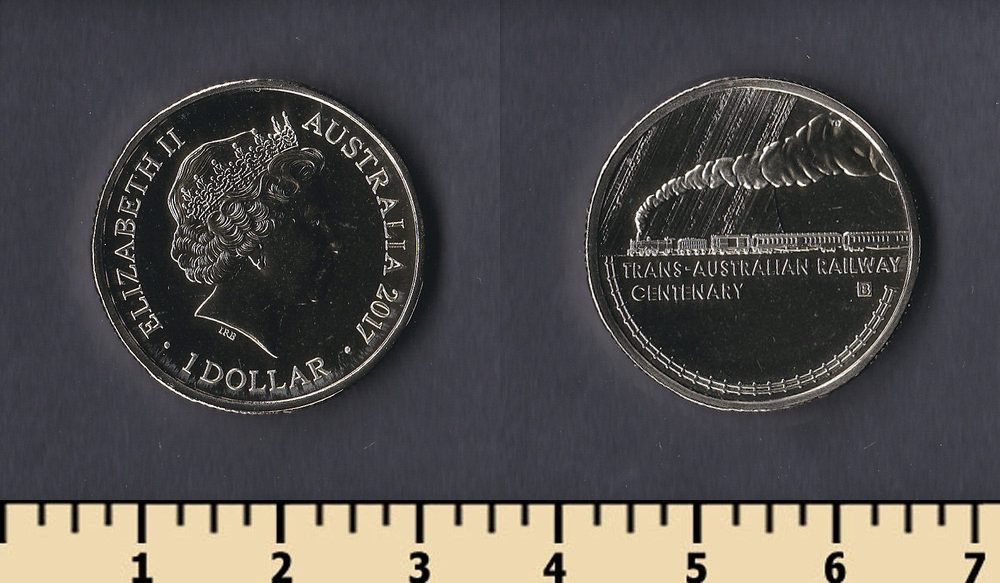 ELIZABETH II
AUSTRALIA 2017
1 DOLLAR
IRB
TRANS-AUSTRALIAN RAILWAY
CENTENARY
B
1 2 3 4 5 6 7